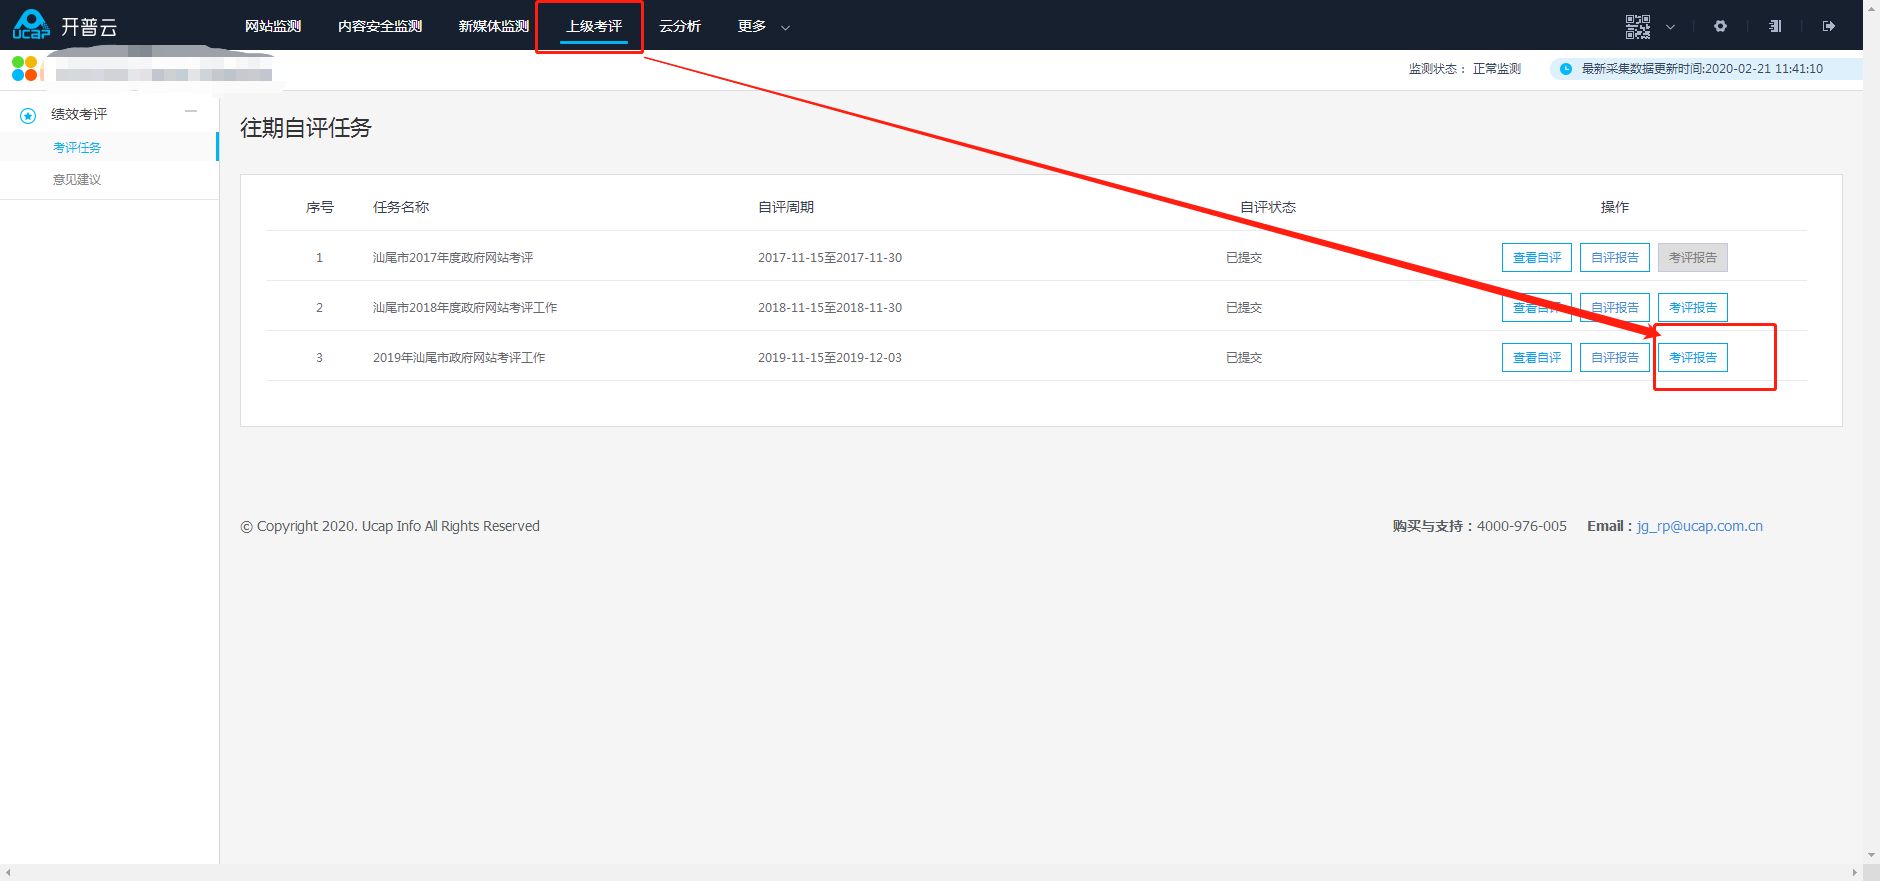 UCAP 开普云 网站监测 内容安全监测 新媒体监测 上级考评 云分析 更多
监测状态： 正常监测 最新采集数据更新时间:2020-02-21 11:41:10
绩效考评
考评任务
意见建议
往期自评任务
序号 任务名称 自评周期 自评状态 操作
1 汕尾市2017年度政府网站考评 2017-11-15至2017-11-30 已提交 查看自评 自评报告 考评报告
2 汕尾市2018年度政府网站考评工作 2018-11-15至2018-11-30 已提交 查看自评 自评报告 考评报告
3 2019年汕尾市政府网站考评工作 2019-11-15至2019-12-03 已提交 查看自评 自评报告 考评报告
© Copyright 2020. Ucap Info All Rights Reserved 购买与支持：4000-976-005 Email：jg_rp@ucap.com.cn